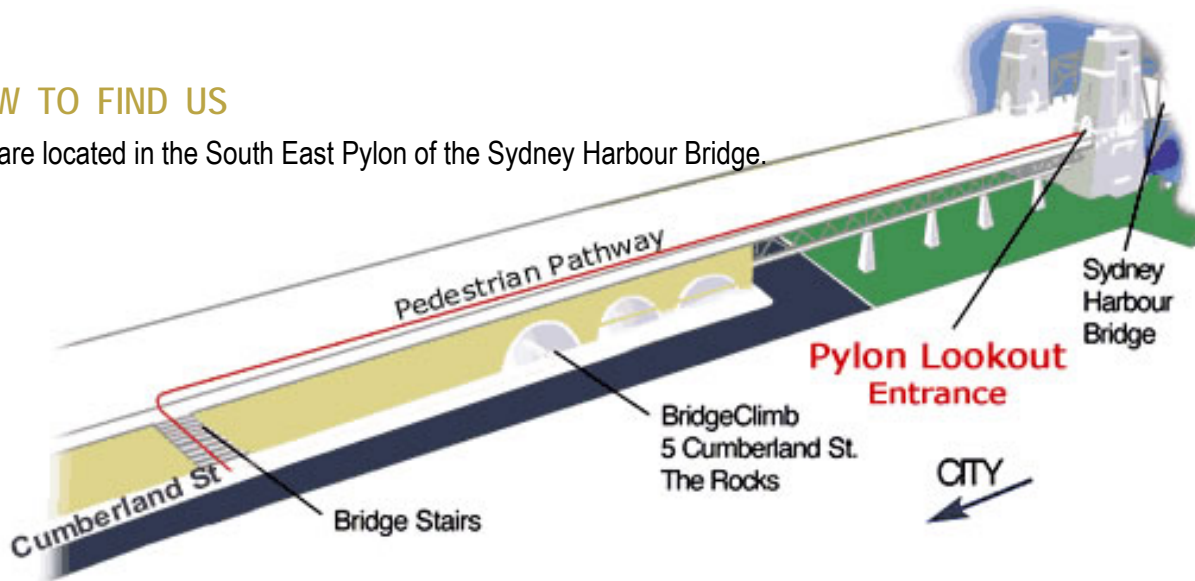 W TO FIND US
are located in the South East Pylon of the Sydney Harbour Bridge.
Pedestrian Pathway
Sydney
Harbour
Bridge
Pylon Lookout
Entrance
BridgeClimb
5 Cumberland St.
The Rocks
CITY
Cumberland St
Bridge Stairs